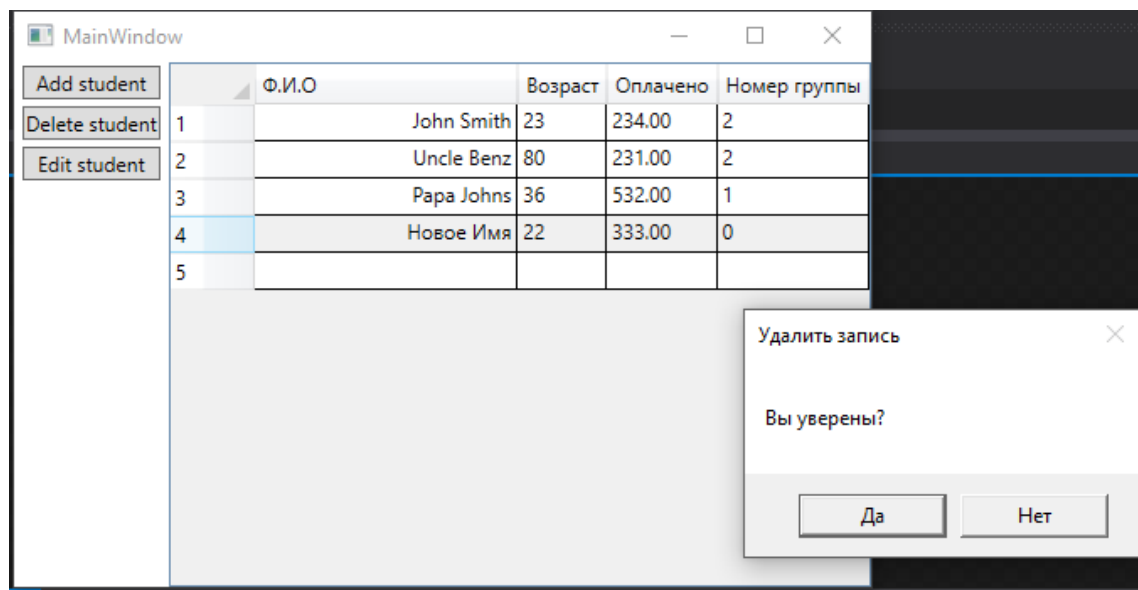 MainWindow
Add student
Delete student
Edit student
Ф.И.О Возраст Оплачено Номер группы
1 John Smith 23 234.00 2
2 Uncle Benz 80 231.00 2
3 Papa Johns 36 532.00 1
4 Новое Имя 22 333.00 0
5
Удалить запись
Вы уверены?
Да Нет